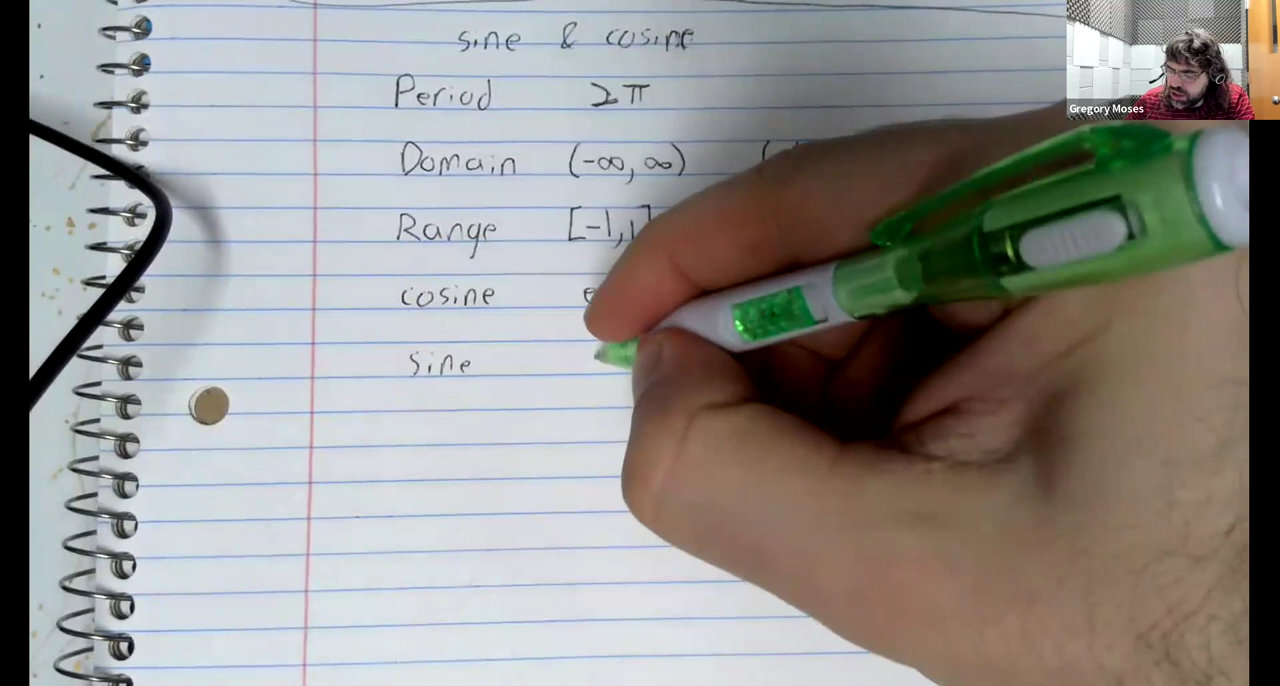 sine & cosine
Gregory Moses
Period 2π
Domain (-∞, ∞)
Range [-1, 1]
cosine
sine